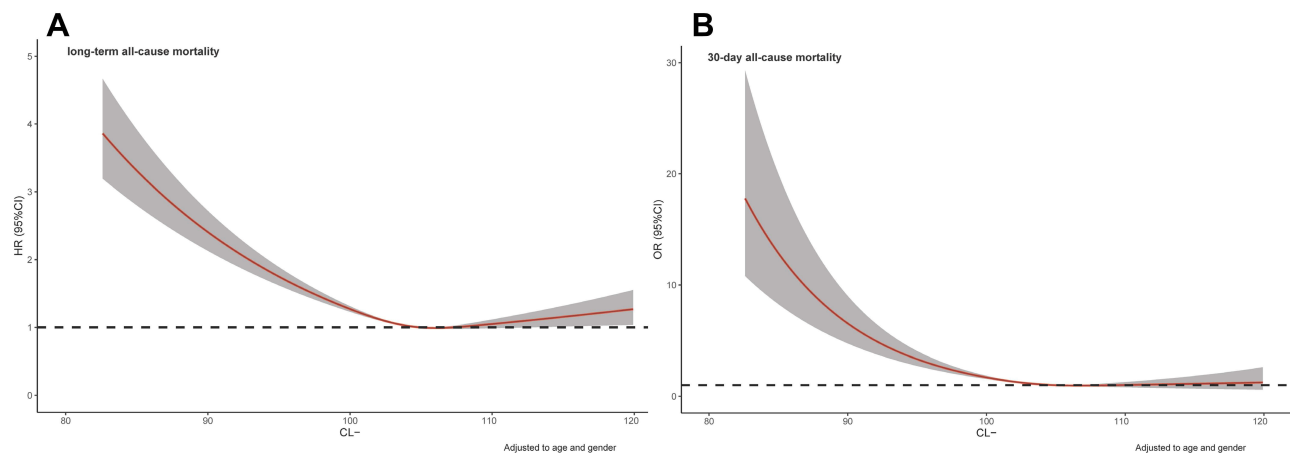 A
long-term all-cause mortality
HR (95%CI)
5
4
3
2
1
0
80
90
100
110
120
CL−
Adjusted to age and gender
B
30-day all-cause mortality
OR (95%CI)
30
20
10
0
80
90
100
110
120
CL−
Adjusted to age and gender